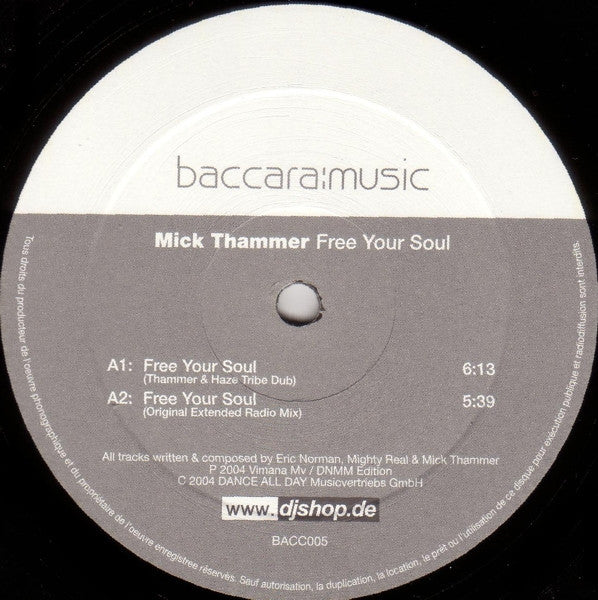 baccara:music
Mick Thammer Free Your Soul
A1: Free Your Soul 6:13
(Thammer & Haze Tribe Dub)
A2: Free Your Soul 5:39
(Original Extended Radio Mix)
All tracks written & composed by Eric Norman, Mighty Real & Mick Thammer
P 2004 Vimana Mv / DNMM Edition
C 2004 DANCE ALL DAY Musicvertriebs GmbH
www.djshop.de
BACC005
Tous droits du producteur de l'oeuvre phonographique et du propriétaire de l'oeuvre enregistree réservés. Sauf autorisation, la duplication, la location, le prêt ou l'utilisation de ce disque pour exécution publique et radiodiffusion sont interdits.